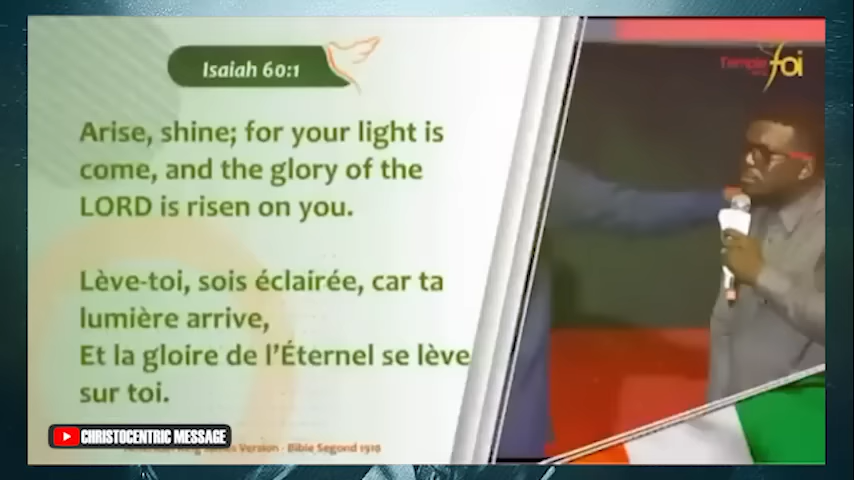 Isaiah 60:1
Arise, shine; for your light is
come, and the glory of the
LORD is risen on you.
Lève-toi, sois éclairée, car ta
lumière arrive,
Et la gloire de l'Éternel se lève
sur toi.
CHRISTOCENTRIC MESSAGE
Version - Bible Segond 1910
foi